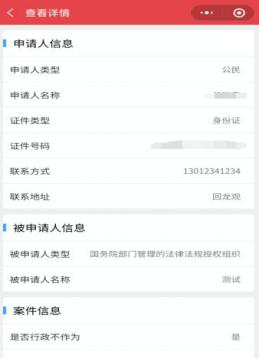 查看详情
申请人信息
申请人类型 公民
申请人名称
证件类型 身份证
证件号码
联系方式 13012341234
联系地址 回龙观
被申请人信息
被申请人类型 国务院部门管理的法律法规授权组织
被申请人名称 测试
案件信息
是否行政不作为 是